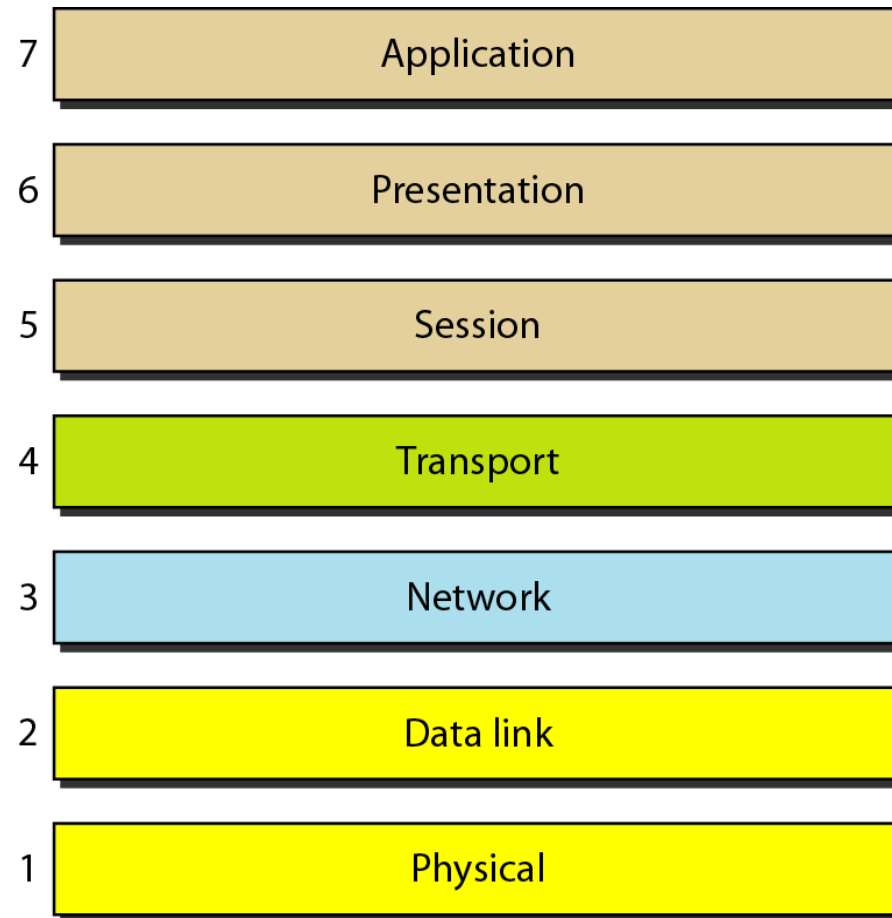 7 Application
6 Presentation
5 Session
4 Transport
3 Network
2 Data link
1 Physical